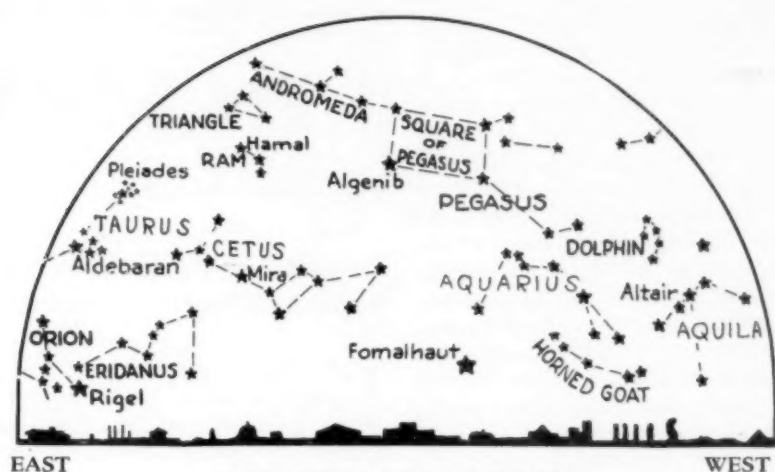 ANDROMEDA
TRIANGLE
SQUARE
OF
PEGASUS
Hamal
RAM
Algenib
Pleiades
PEGASUS
TAURUS
CETUS
DOLPHIN
Aldebaran
Mira
AQUARIUS
Altair
AQUILA
ORION
Fomalhaut
ERIDANUS
HORNED GOAT
Rigel
EAST
WEST